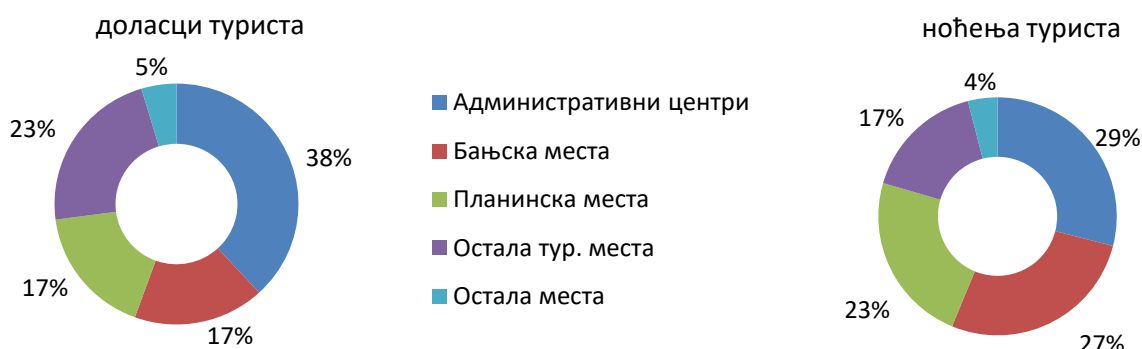 доласци туриста
5%
23%
38%
17%
17%
Административни центри
Бањска места
Планинска места
Остала тур. места
Остала места
ноћења туриста
4%
17%
29%
23%
27%